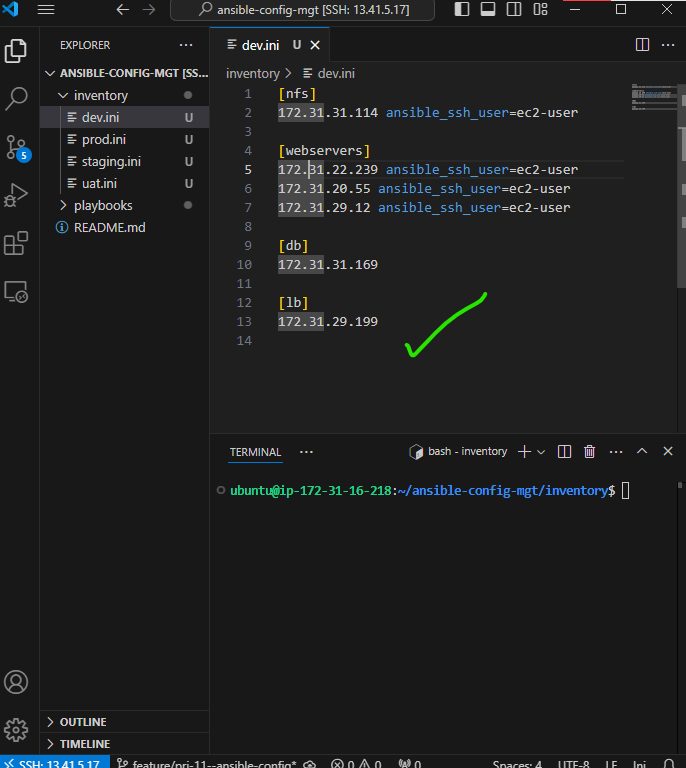 ansible-config-mgt [SSH: 13.41.5.17]
EXPLORER
ANSIBLE-CONFIG-MGT [SS...
inventory
dev.ini U
prod.ini U
staging.ini U
uat.ini U
playbooks
README.md
OUTLINE
TIMELINE
5
dev.ini U
inventory > dev.ini
1 [nfs]
2 172.31.31.114 ansible_ssh_user=ec2-user
3
4 [webservers]
5 172.31.22.239 ansible_ssh_user=ec2-user
6 172.31.20.55 ansible_ssh_user=ec2-user
7 172.31.29.12 ansible_ssh_user=ec2-user
8
9 [db]
10 172.31.31.169
11
12 [lb]
13 172.31.29.199
14
TERMINAL
bash - inventory
ubuntu@ip-172-31-16-218:~/ansible-config-mgt/inventory$
SSH: 13.41.5.17 feature/prj-11--ansible-config* 0 0 0 Spaces: 4 UTF-8 LF Ini